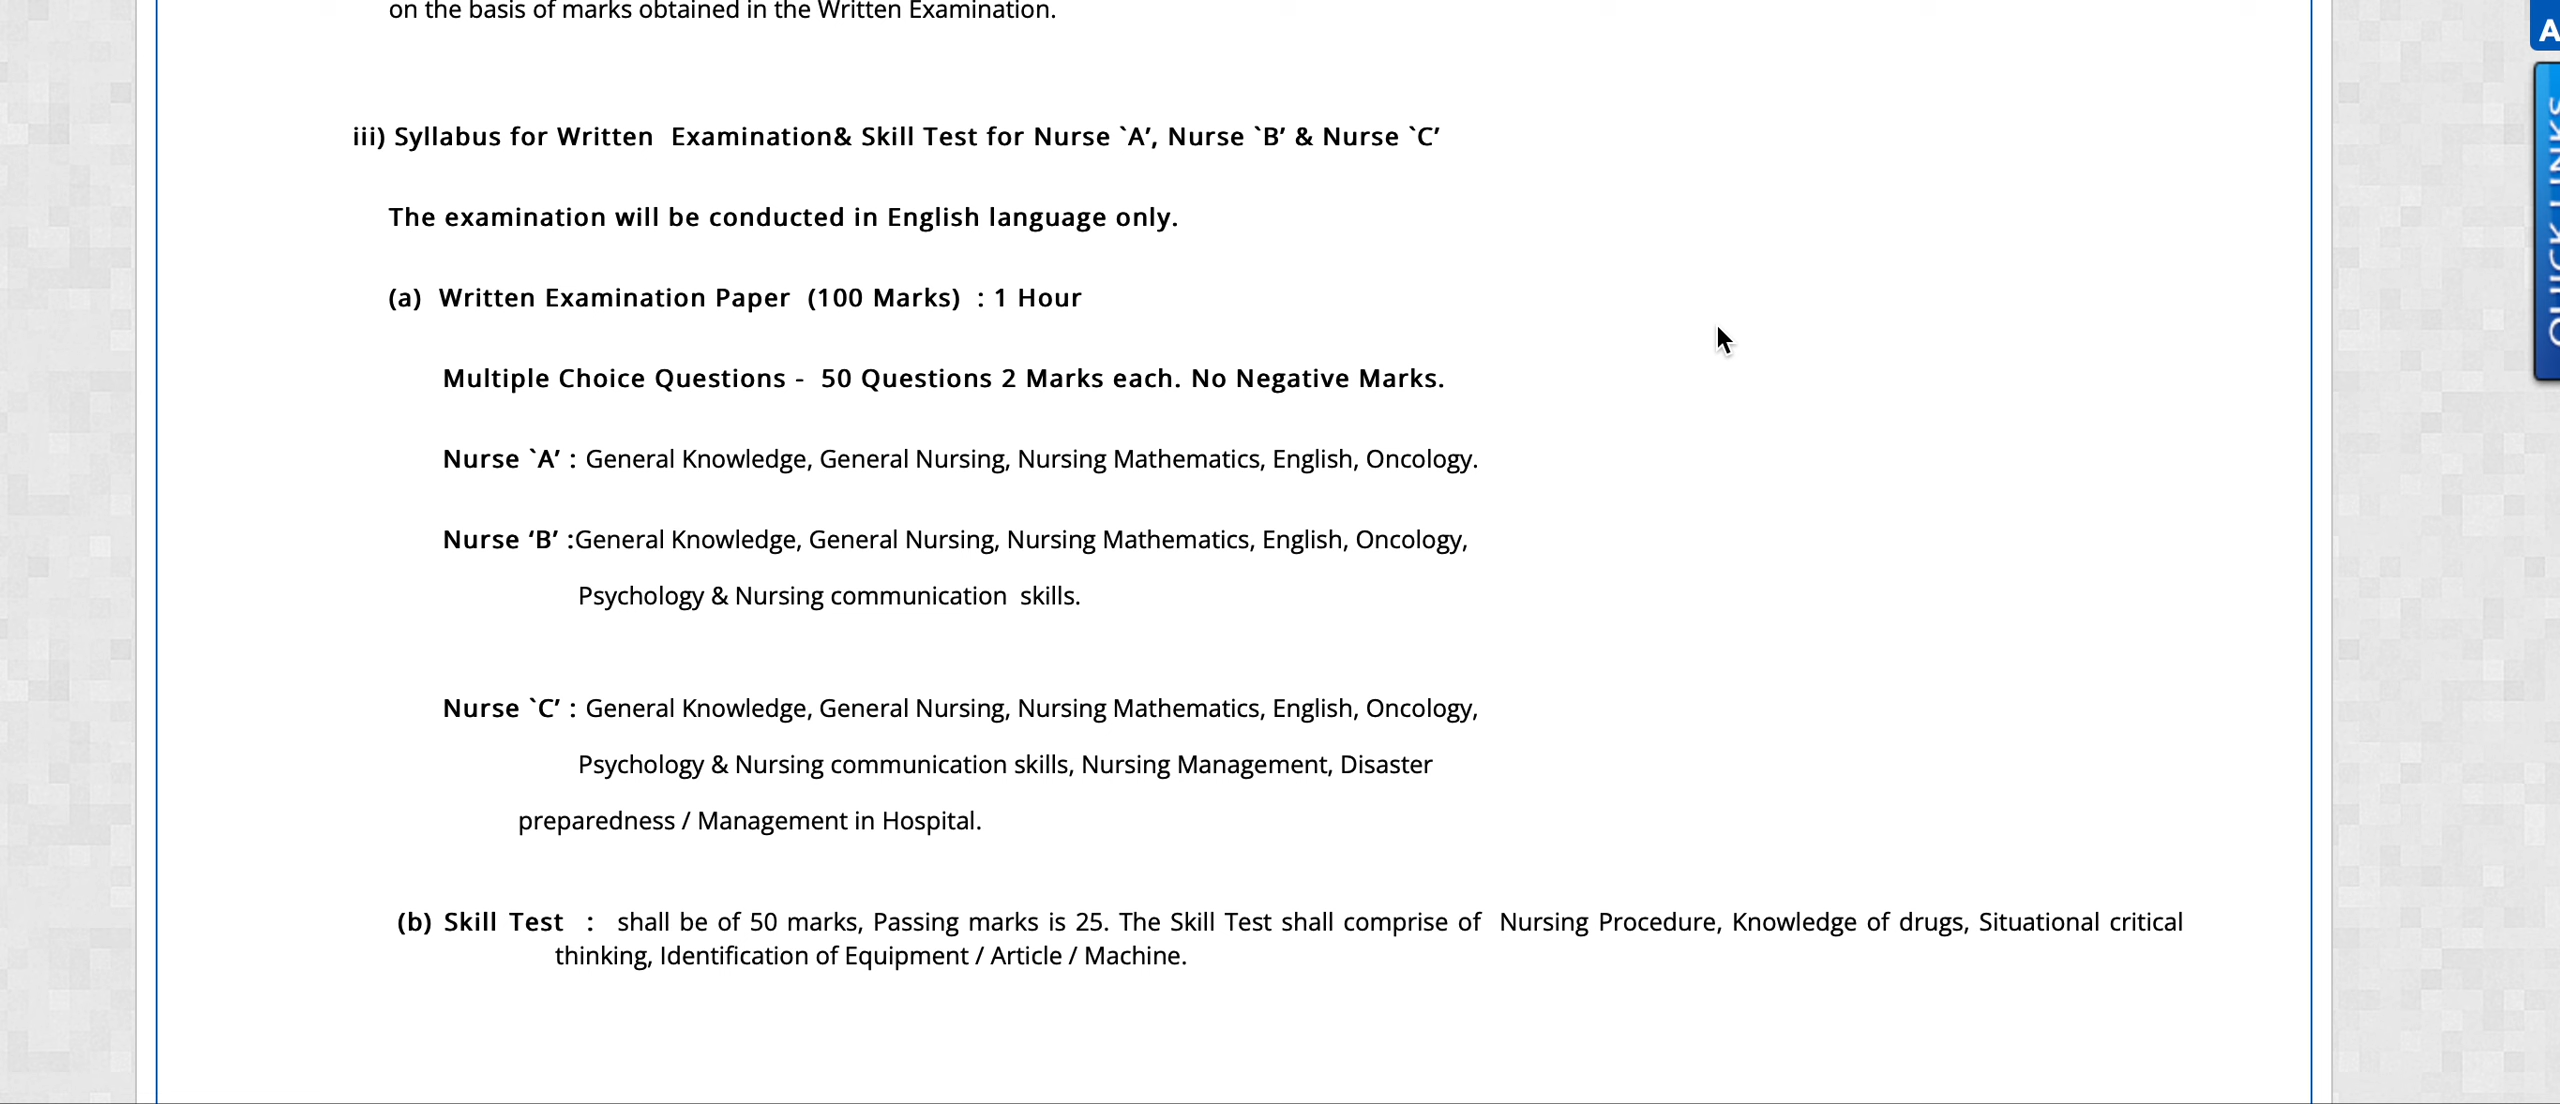 on the basis of marks obtained in the Written Examination.
iii) Syllabus for Written  Examination& Skill Test for Nurse `A’, Nurse `B’ & Nurse `C’
The examination will be conducted in English language only.
(a)  Written Examination Paper  (100 Marks)  : 1 Hour
Multiple Choice Questions -  50 Questions 2 Marks each. No Negative Marks.
Nurse `A’ : General Knowledge, General Nursing, Nursing Mathematics, English, Oncology.
Nurse ‘B’ :General Knowledge, General Nursing, Nursing Mathematics, English, Oncology,
Psychology & Nursing communication  skills.
Nurse `C’ : General Knowledge, General Nursing, Nursing Mathematics, English, Oncology,
Psychology & Nursing communication skills, Nursing Management, Disaster
preparedness / Management in Hospital.
(b) Skill Test  :  shall be of 50 marks, Passing marks is 25. The Skill Test shall comprise of  Nursing Procedure, Knowledge of drugs, Situational critical
thinking, Identification of Equipment / Article / Machine.
A
QUICK LINKS